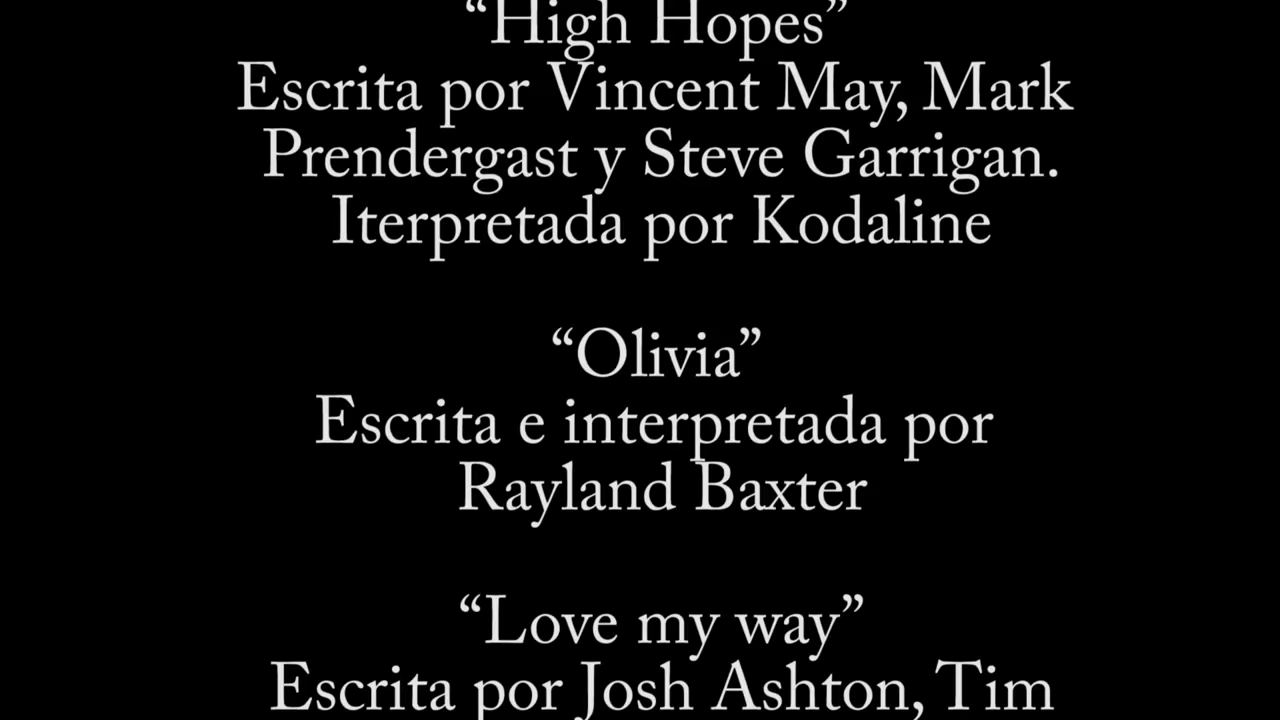 “High Hopes”
Escrita por Vincent May, Mark
Prendergast y Steve Garrigan.
Iterpretada por Kodaline
“Olivia”
Escrita e interpretada por
Rayland Baxter
“Love my way”
Escrita por Josh Ashton, Tim